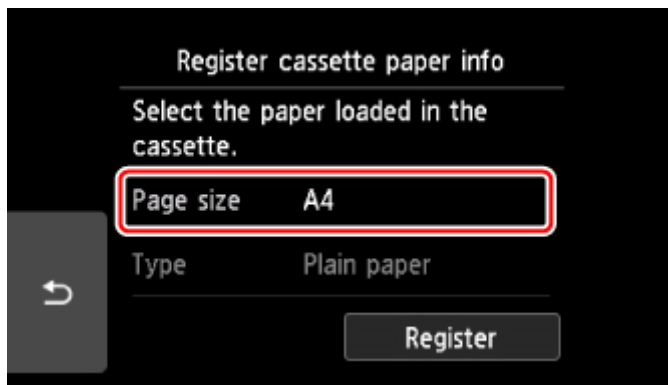 Register cassette paper info
Select the paper loaded in the
cassette.
Page size A4
Type Plain paper
Register